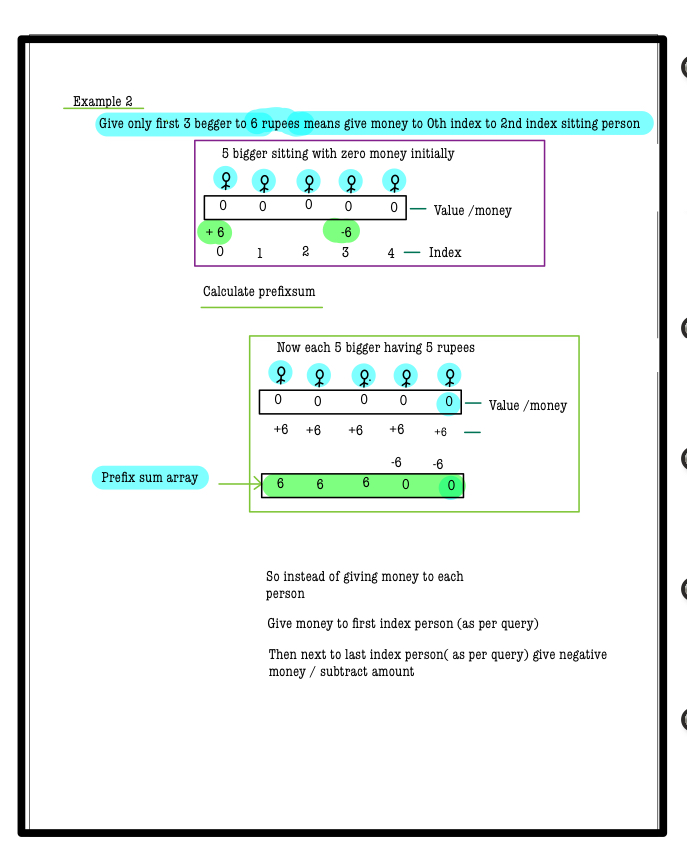 Example 2
Give only first 3 begger to 6 rupees means give money to 0th index to 2nd index sitting person
5 bigger sitting with zero money initially
0 0 0 0 0 Value /money
+ 6 -6
0 1 2 3 4 Index
Calculate prefixsum
Now each 5 bigger having 5 rupees
0 0 0 0 0 Value /money
+6 +6 +6 +6 +6
-6 -6
Prefix sum array
6 6 6 0 0
So instead of giving money to each
person
Give money to first index person (as per query)
Then next to last index person( as per query) give negative
money / subtract amount